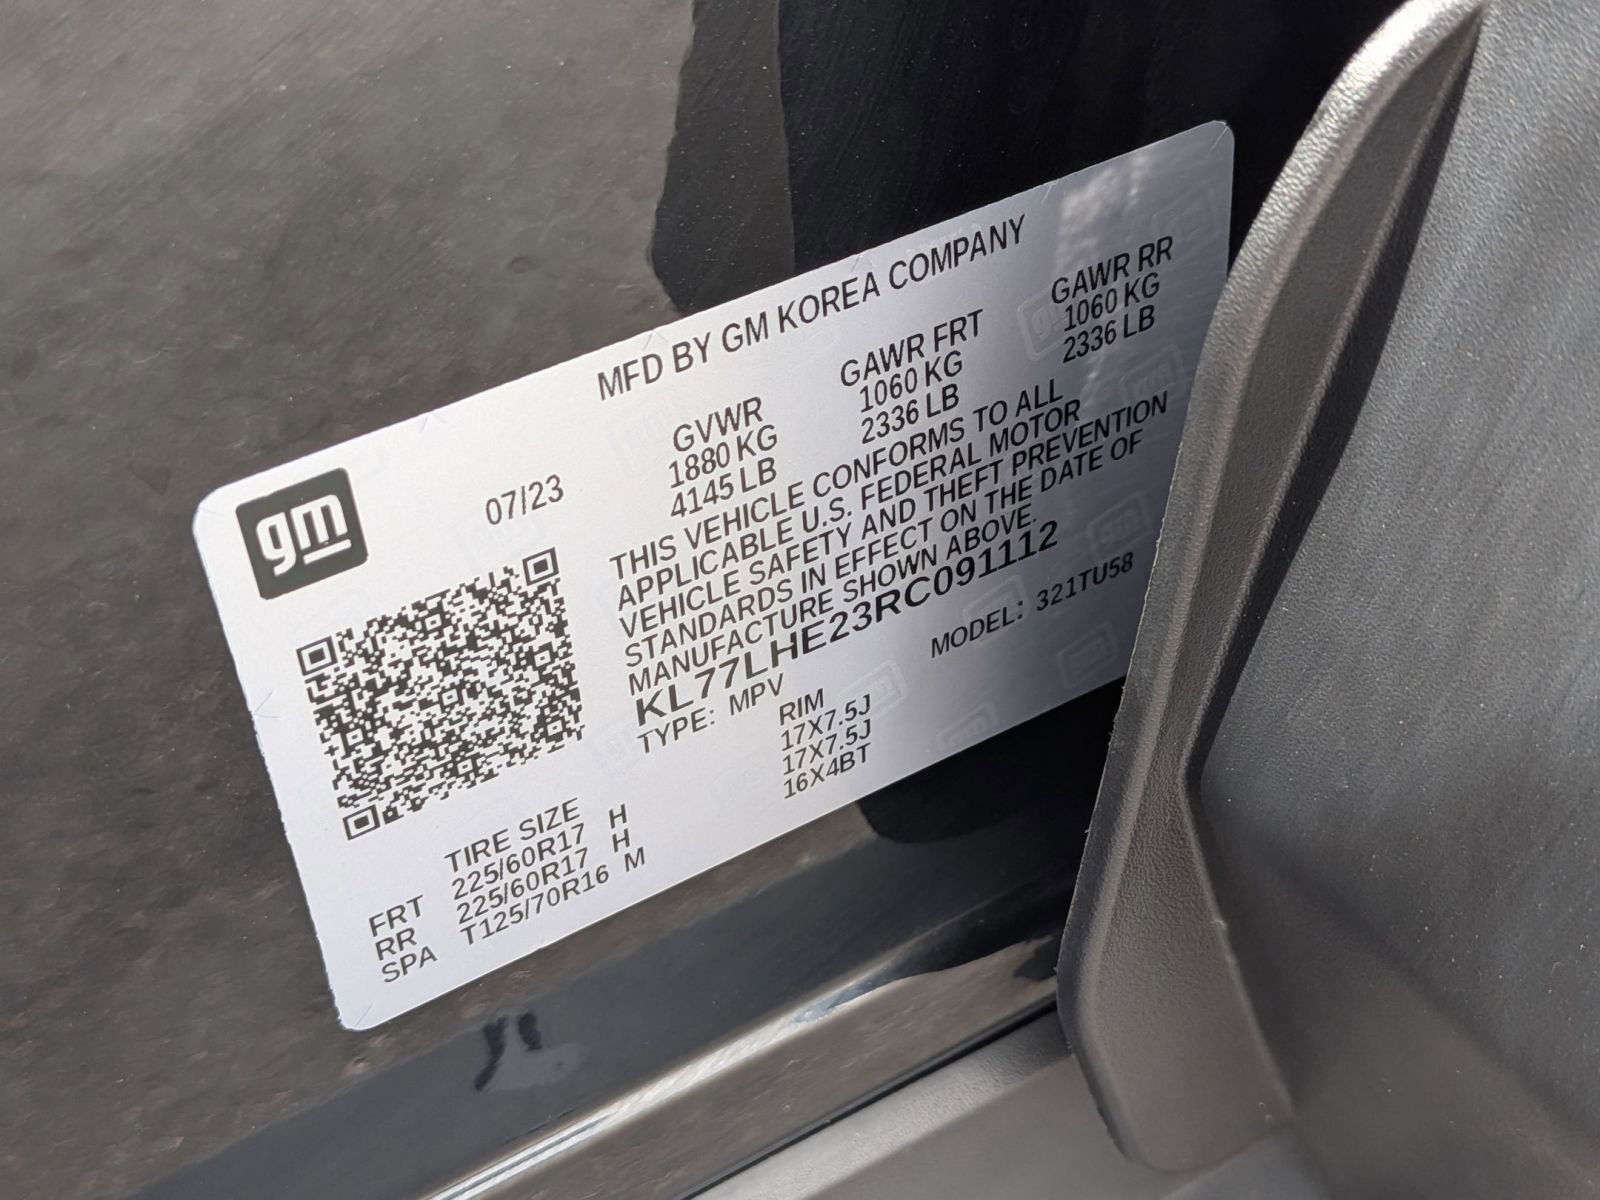 MFD BY GM KOREA COMPANY
gm
07/23
GVWR GAWR FRT GAWR RR
1880 KG 1060 KG 1060 KG
4145 LB 2336 LB 2336 LB
THIS VEHICLE CONFORMS TO ALL
APPLICABLE U.S. FEDERAL MOTOR
VEHICLE SAFETY AND THEFT PREVENTION
STANDARDS IN EFFECT ON THE DATE OF
MANUFACTURE SHOWN ABOVE.
KL77LHE23RC091112
TYPE: MPV MODEL: 321TU58
TIRE SIZE RIM
FRT 225/60R17 H 17X7.5J
RR 225/60R17 H 17X7.5J
SPA T125/70R16 M 16X4BT